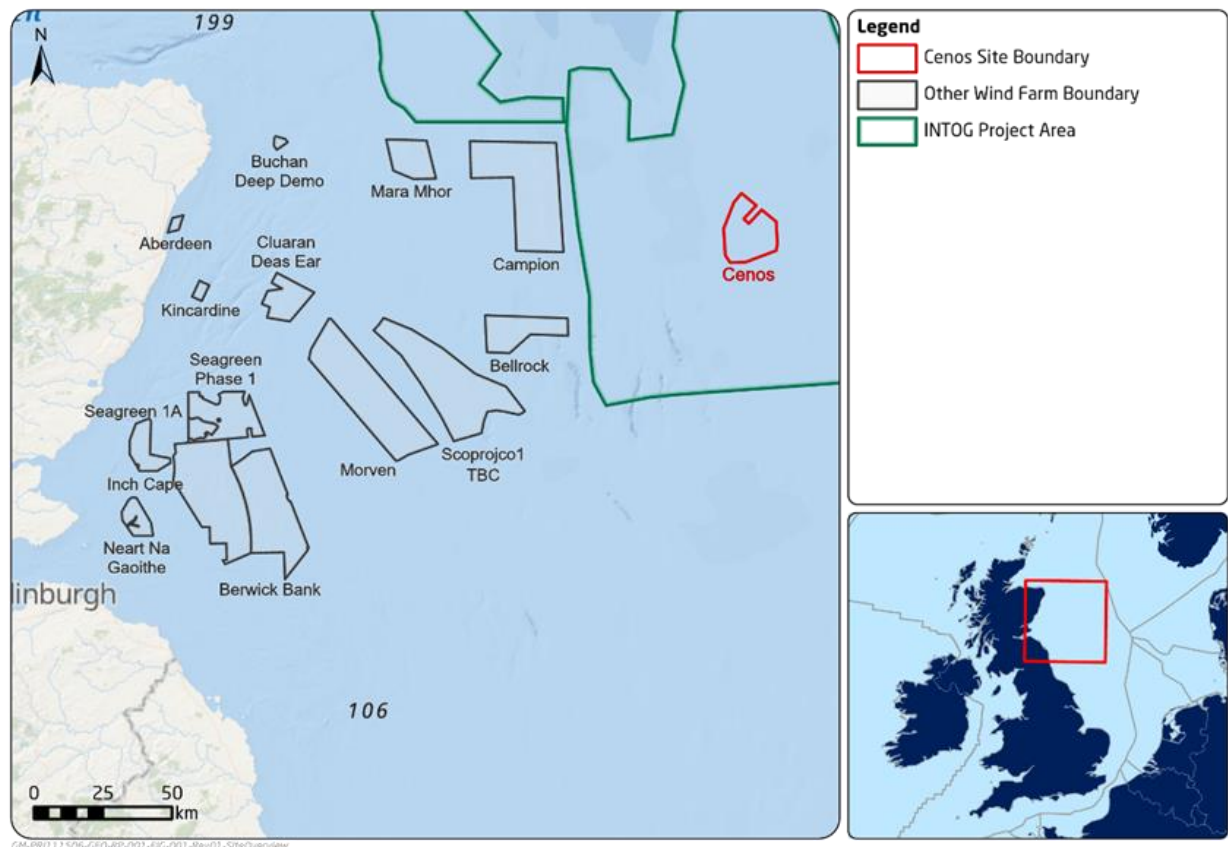 199
N
Buchan
Deep Demo
Mara Mhor
Aberdeen
Cluaran
Deas Ear
Campion
Cenos
Kincardine
Bellrock
Seagreen
Phase 1
Seagreen 1A
Morven
Scoprojco1
TBC
Inch Cape
Neart Na
Gaoithe
Berwick Bank
linburgh
106
0 25 50
km
Legend
Cenos Site Boundary
Other Wind Farm Boundary
INTOG Project Area